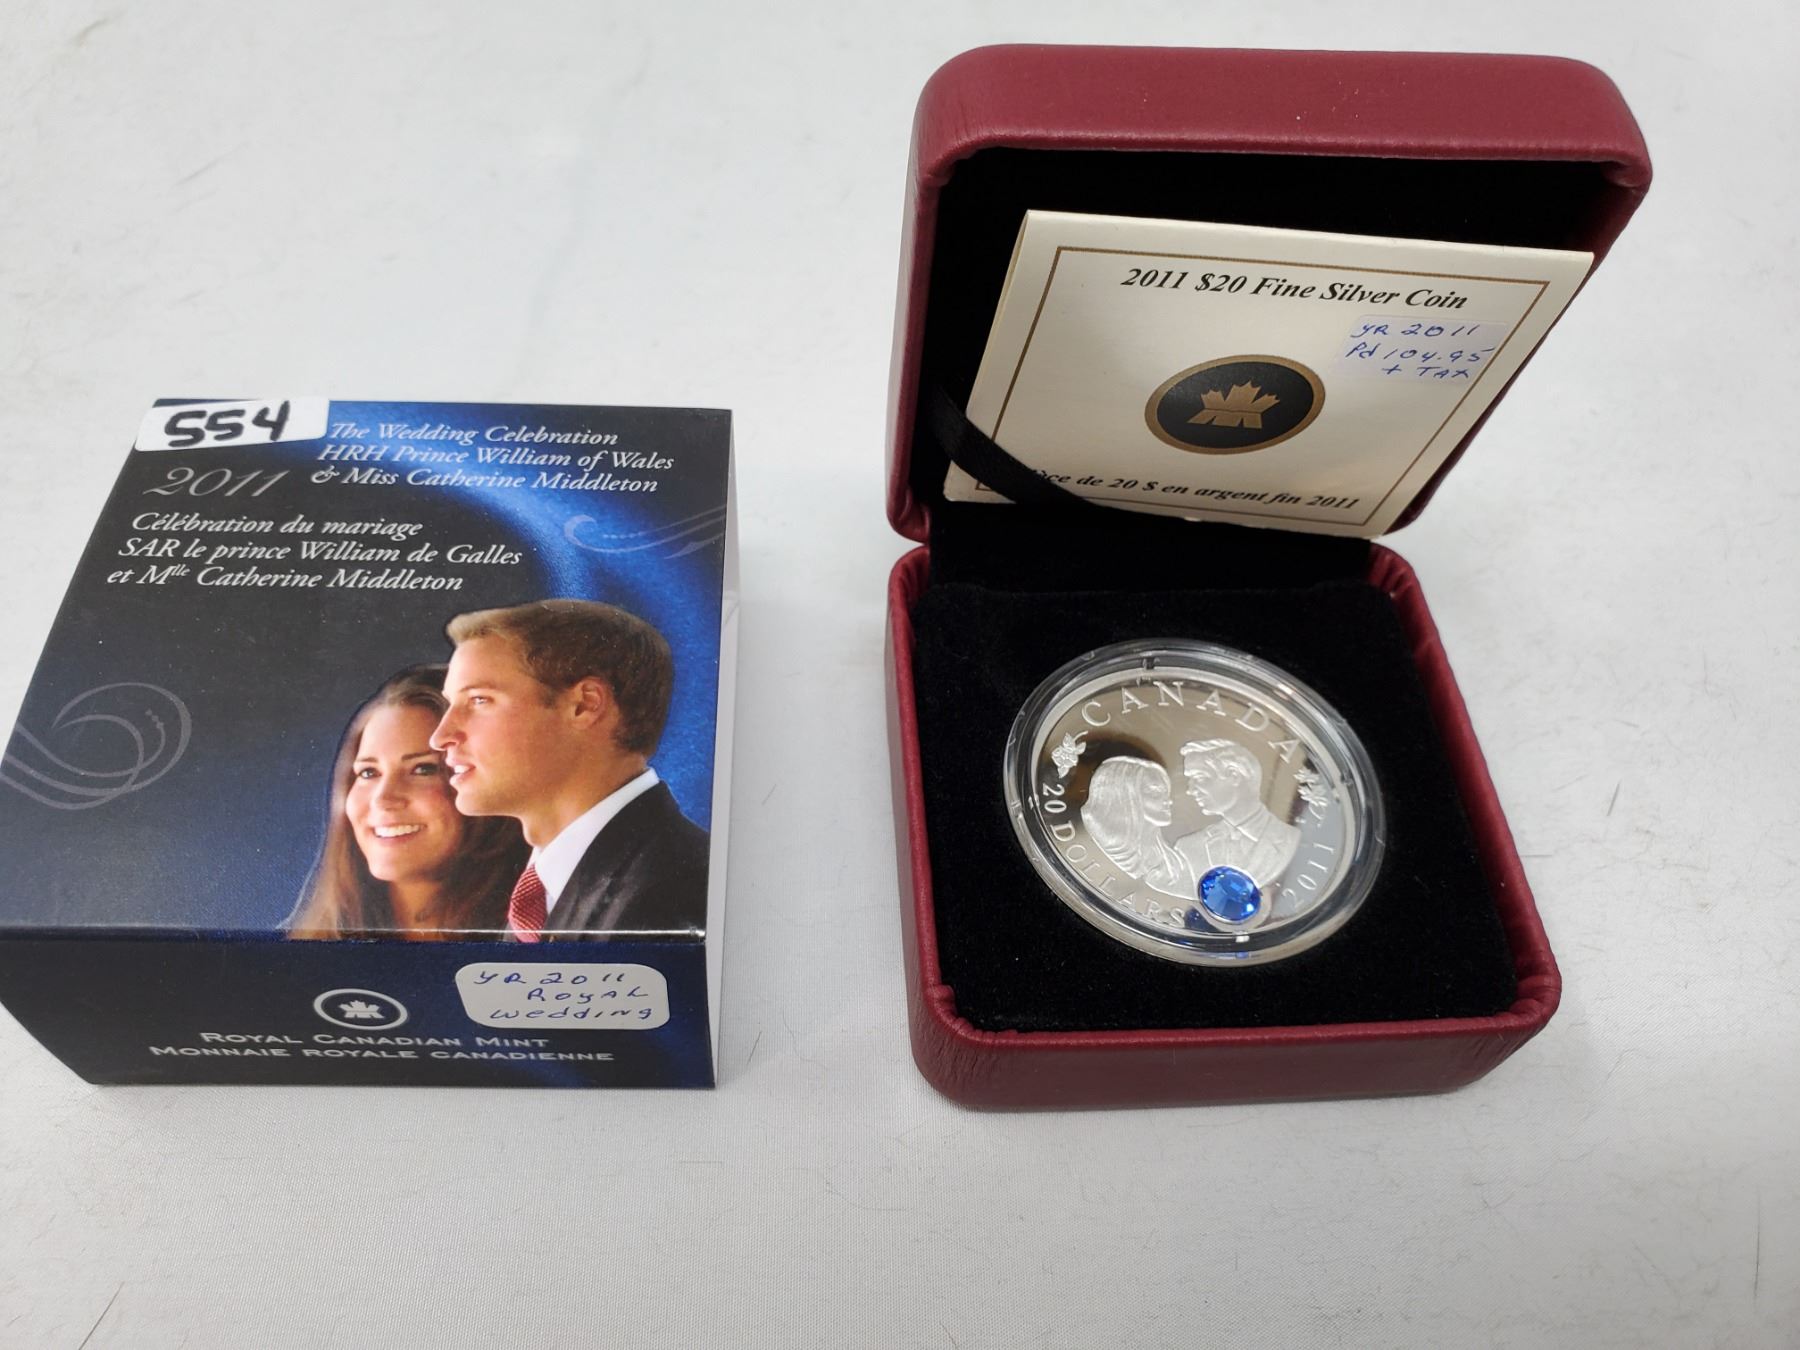 554
The Wedding Celebration
HRH Prince William of Wales
& Miss Catherine Middleton
2011
Célébration du mariage
SAR le prince William de Galles
et Mlle Catherine Middleton
YR 2011
ROYAL
Wedding
ROYAL CANADIAN MINT
MONNAIE ROYALE CANADIENNE
2011 $20 Fine Silver Coin
YR 2011
Pd 104.95
+ TAX
de 20 $ en argent fin 2011
CANADA
20 DOLLARS
2011